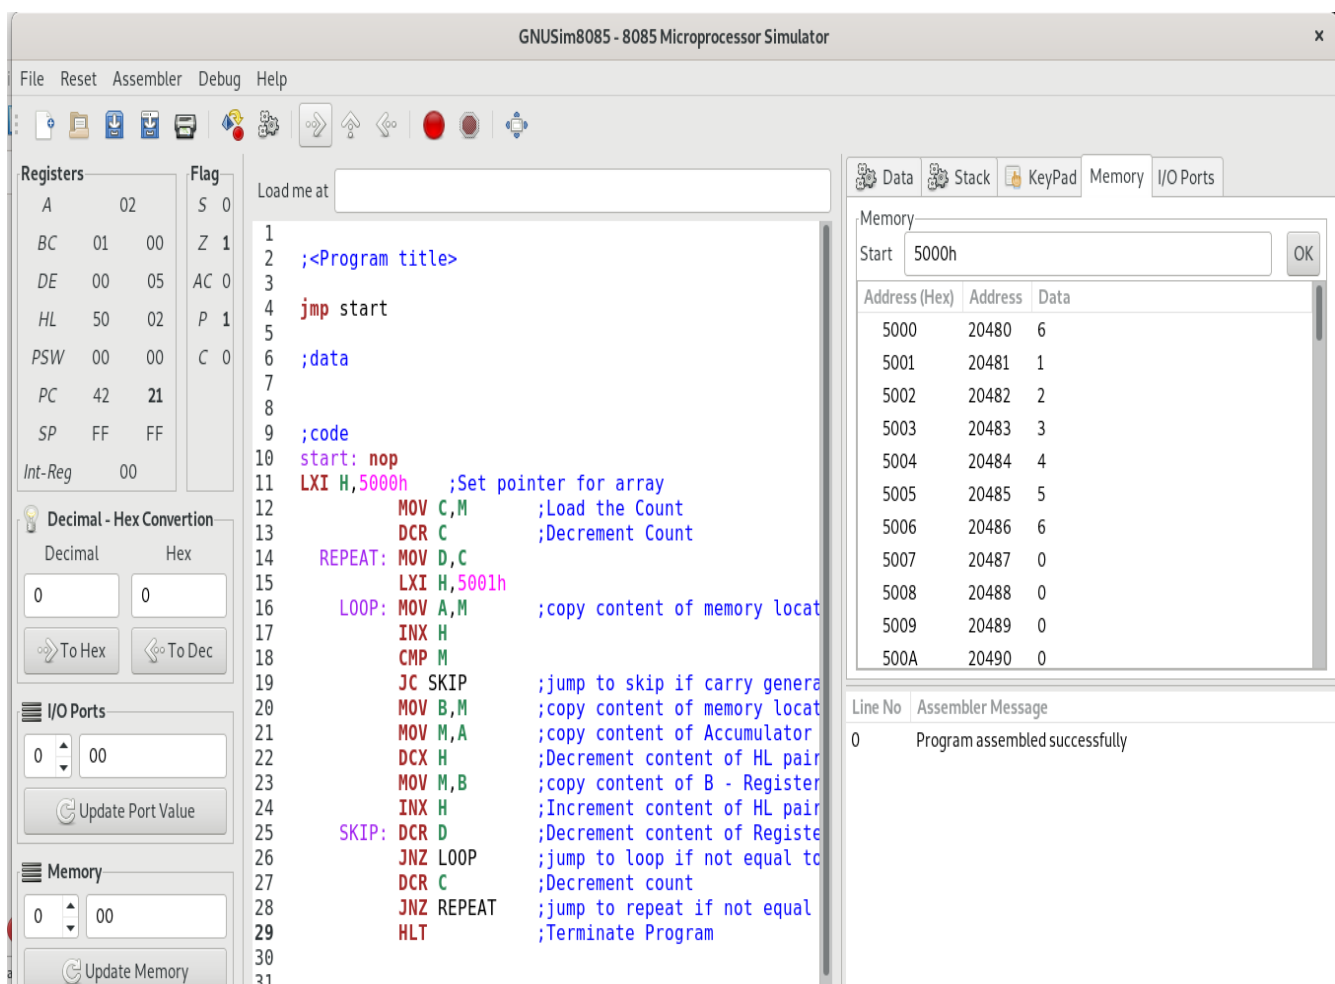 GNUSim8085 - 8085 Microprocessor Simulator
x
File Reset Assembler Debug Help
Registers
A 02
BC 01 00
DE 00 05
HL 50 02
PSW 00 00
PC 42 21
SP FF FF
Int-Reg 00
Flag
S 0
Z 1
AC 0
P 1
C 0
Decimal - Hex Convertion
Decimal Hex
0 0
To Hex To Dec
I/O Ports
0 00
Update Port Value
Memory
0 00
Update Memory
Load me at
1
2 ;<Program title>
3
4 jmp start
5
6 ;data
7
8
9 ;code
10 start: nop
11 LXI H,5000h ;Set pointer for array
12 MOV C,M ;Load the Count
13 DCR C ;Decrement Count
14 REPEAT: MOV D,C
15 LXI H,5001h
16 LOOP: MOV A,M ;copy content of memory locat
17 INX H
18 CMP M
19 JC SKIP ;jump to skip if carry genera
20 MOV B,M ;copy content of memory locat
21 MOV M,A ;copy content of Accumulator
22 DCX H ;Decrement content of HL pair
23 MOV M,B ;copy content of B - Register
24 INX H ;Increment content of HL pair
25 SKIP: DCR D ;Decrement content of Registe
26 JNZ LOOP ;jump to loop if not equal to
27 DCR C ;Decrement count
28 JNZ REPEAT ;jump to repeat if not equal
29 HLT ;Terminate Program
30
31
Data Stack KeyPad Memory I/O Ports
Memory
Start 5000h OK
Address (Hex) Address Data
5000 20480 6
5001 20481 1
5002 20482 2
5003 20483 3
5004 20484 4
5005 20485 5
5006 20486 6
5007 20487 0
5008 20488 0
5009 20489 0
500A 20490 0
Line No Assembler Message
0 Program assembled successfully